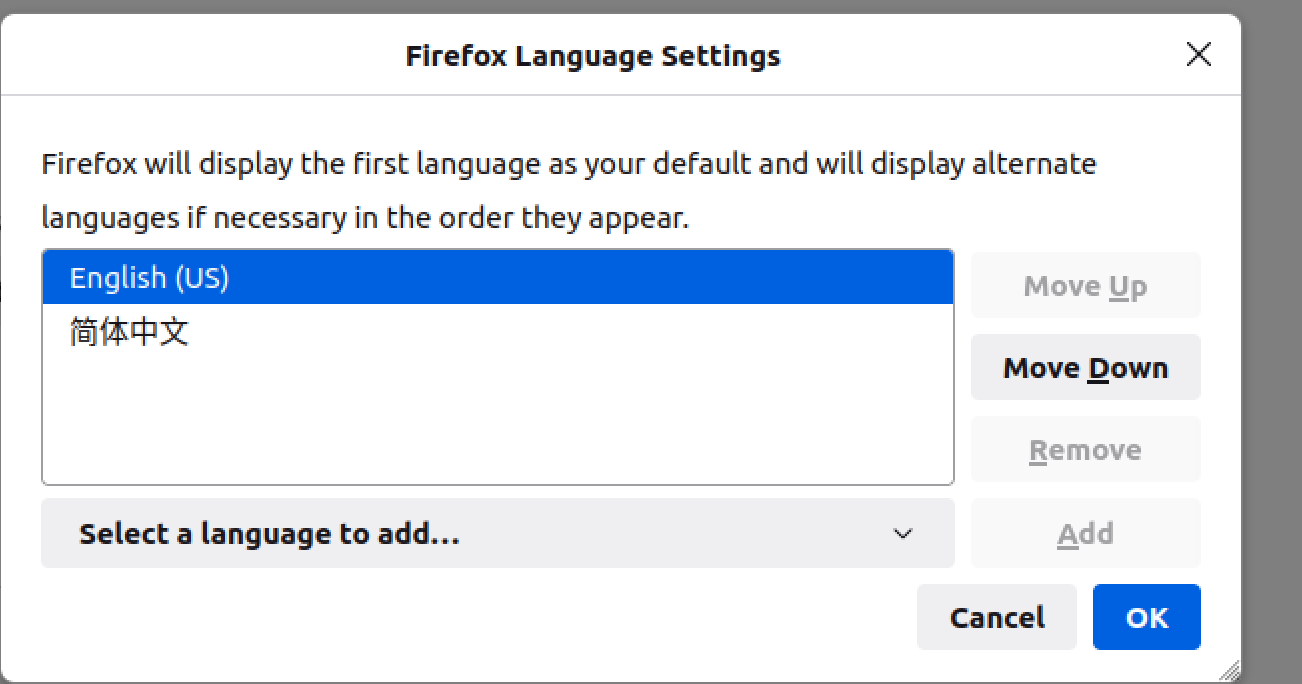 Firefox Language Settings
Firefox will display the first language as your default and will display alternate
languages if necessary in the order they appear.
English (US)
简体中文
Move Up
Move Down
Remove
Select a language to add...
Add
Cancel
OK